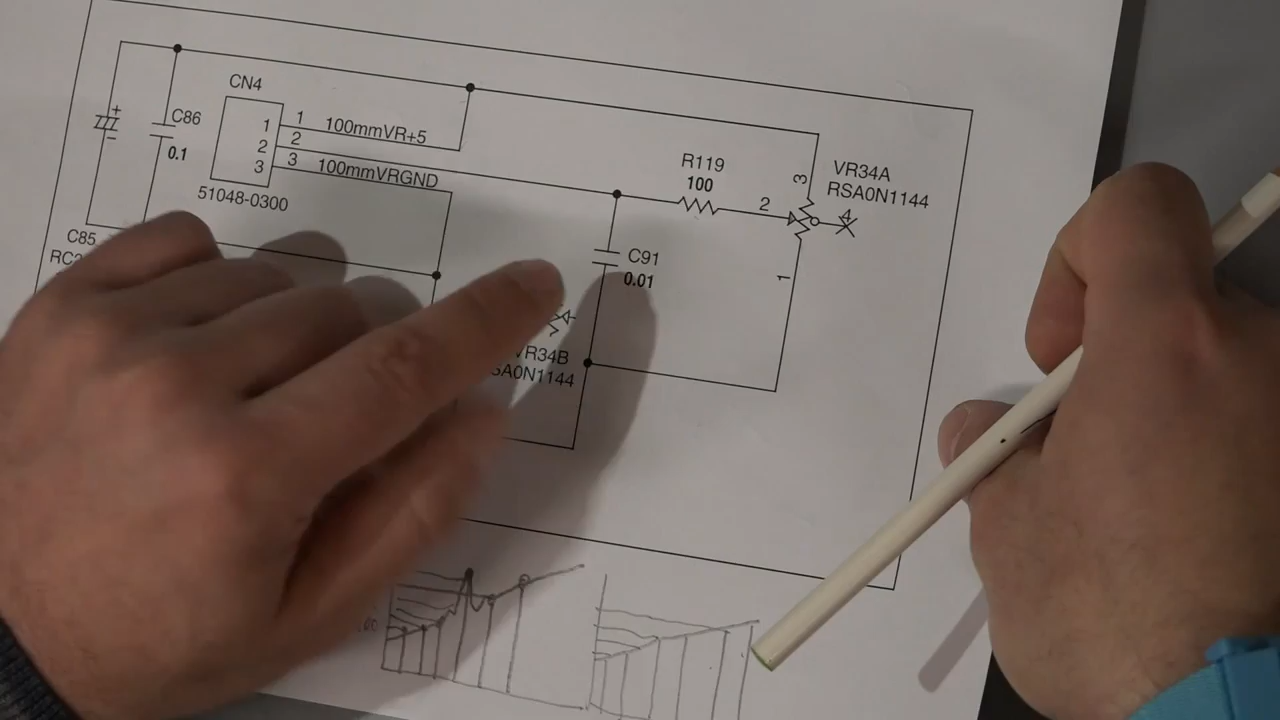 CN4
1
2
3
1
2
3
100mmVR+5
100mmVRGND
51048-0300
+
C86
0.1
C85
R119
100
VR34A
RSA0N1144
3
2
4
1
C91
0.01
VR34B
SA0N1144